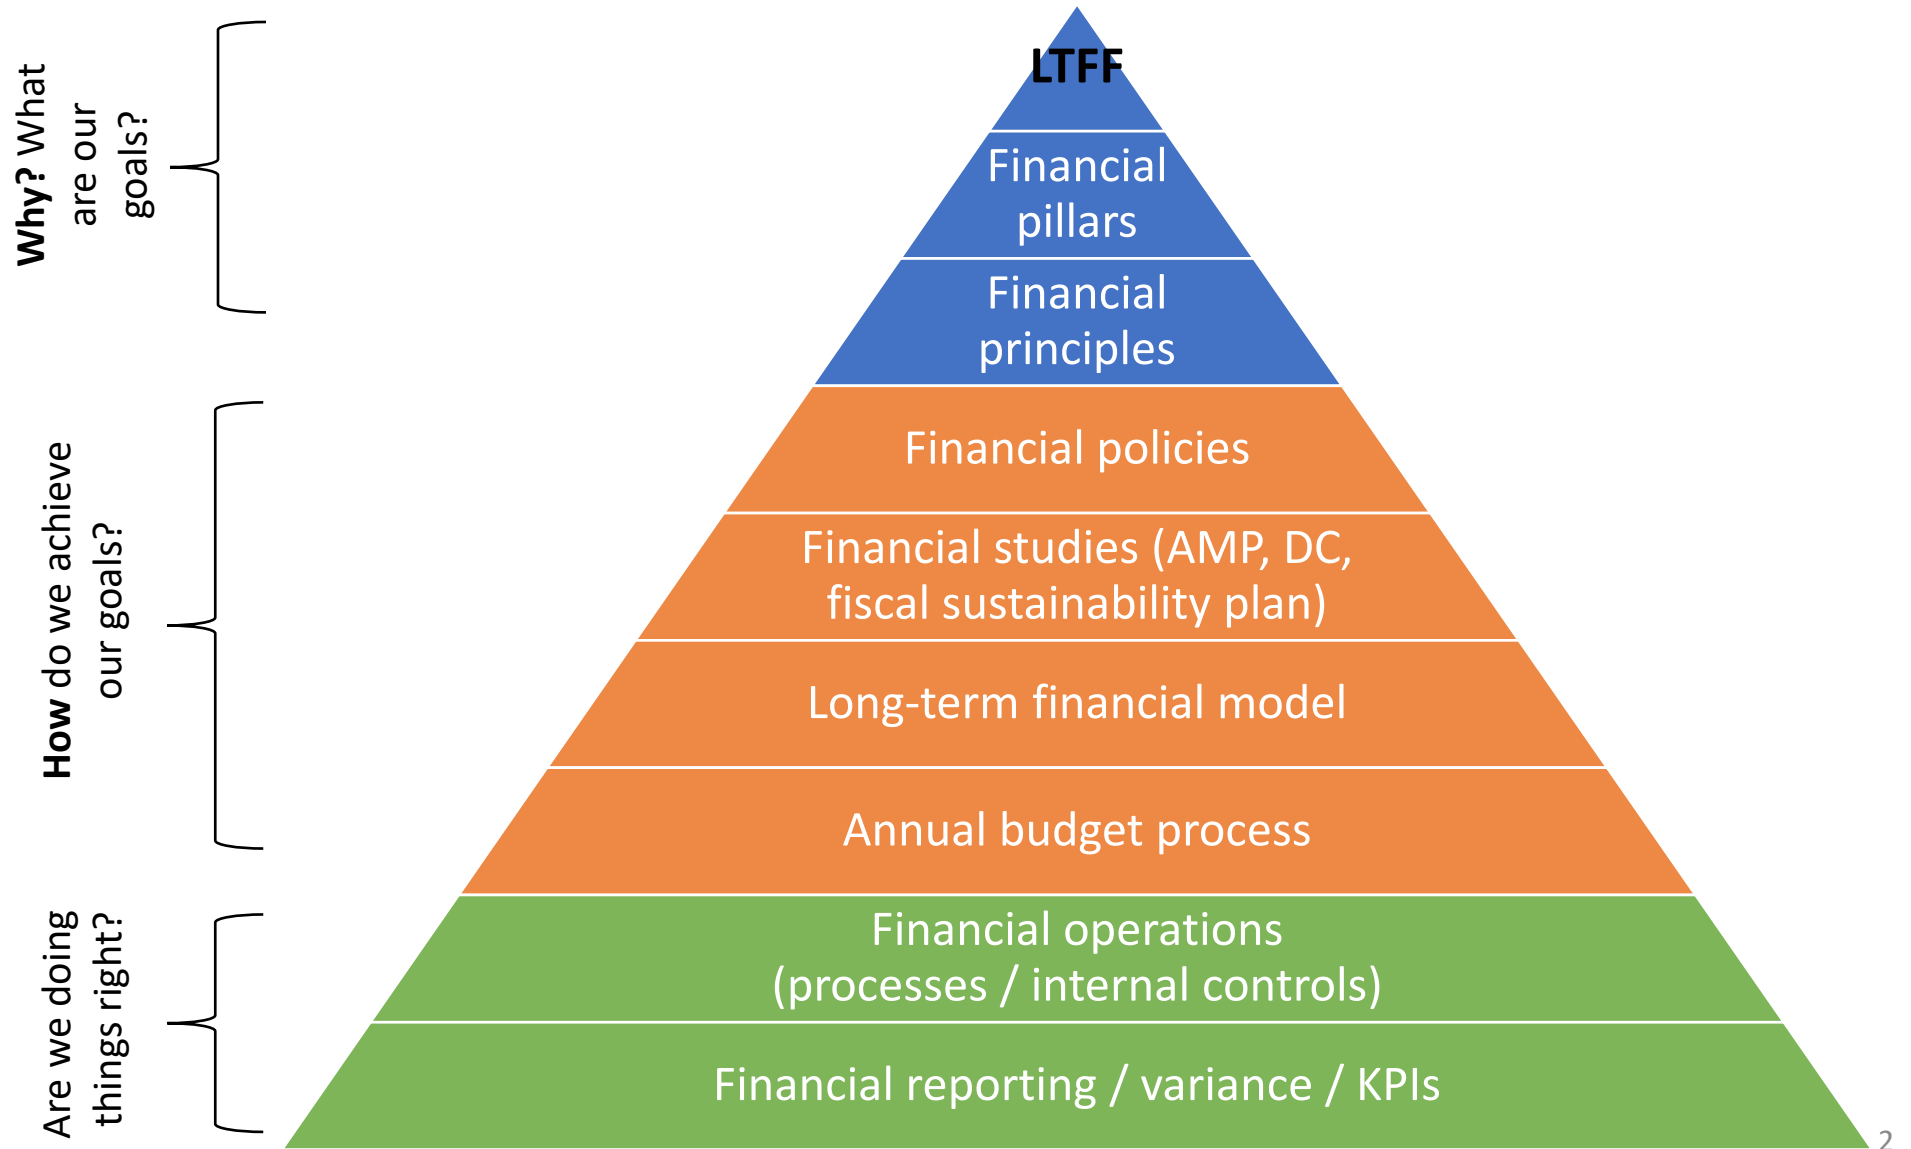 Why? What
are our
goals?
LTFF
Financial
pillars
Financial
principles
How do we achieve
our goals?
Financial policies
Financial studies (AMP, DC,
fiscal sustainability plan)
Long-term financial model
Annual budget process
Are we doing
things right?
Financial operations
(processes / internal controls)
Financial reporting / variance / KPIs
2